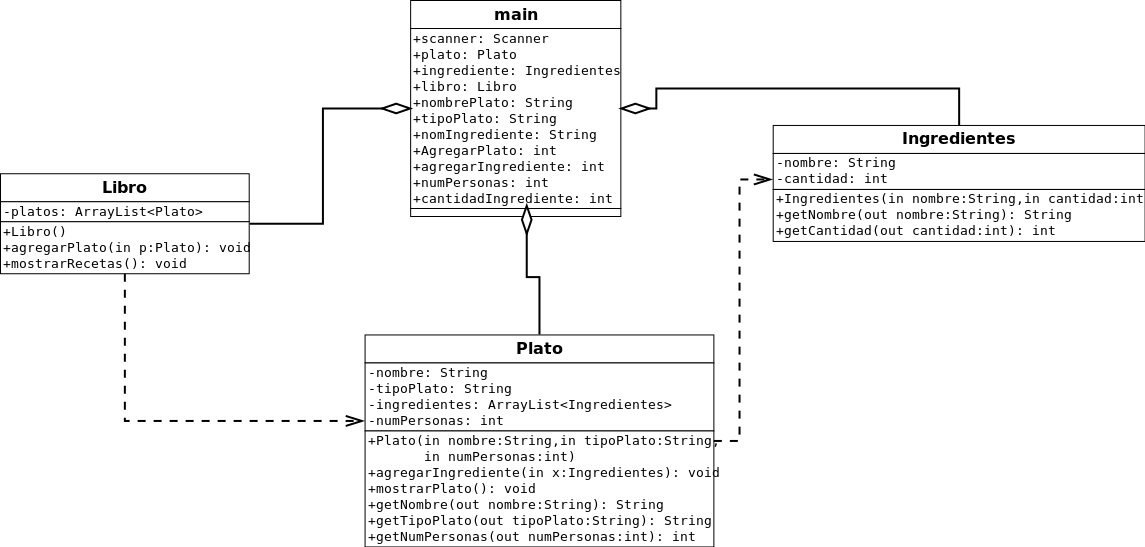 main
+scanner: Scanner
+plato: Plato
+ingrediente: Ingredientes
+libro: Libro
+nombrePlato: String
+tipoPlato: String
+nomIngrediente: String
+AgregarPlato: int
+agregarIngrediente: int
+numPersonas: int
+cantidadIngrediente: int
Ingredientes
-nombre: String
-cantidad: int
+Ingredientes(in nombre:String,in cantidad:int
+getNombre(out nombre:String): String
+getCantidad(out cantidad:int): int
Libro
-platos: ArrayList<Plato>
+Libro()
+agregarPlato(in p:Plato): void
+mostrarRecetas(): void
Plato
-nombre: String
-tipoPlato: String
-ingredientes: ArrayList<Ingredientes>
-numPersonas: int
+Plato(in nombre:String,in tipoPlato:String,
in numPersonas:int)
+agregarIngrediente(in x:Ingredientes): void
+mostrarPlato(): void
+getNombre(out nombre:String): String
+getTipoPlato(out tipoPlato:String): String
+getNumPersonas(out numPersonas:int): int